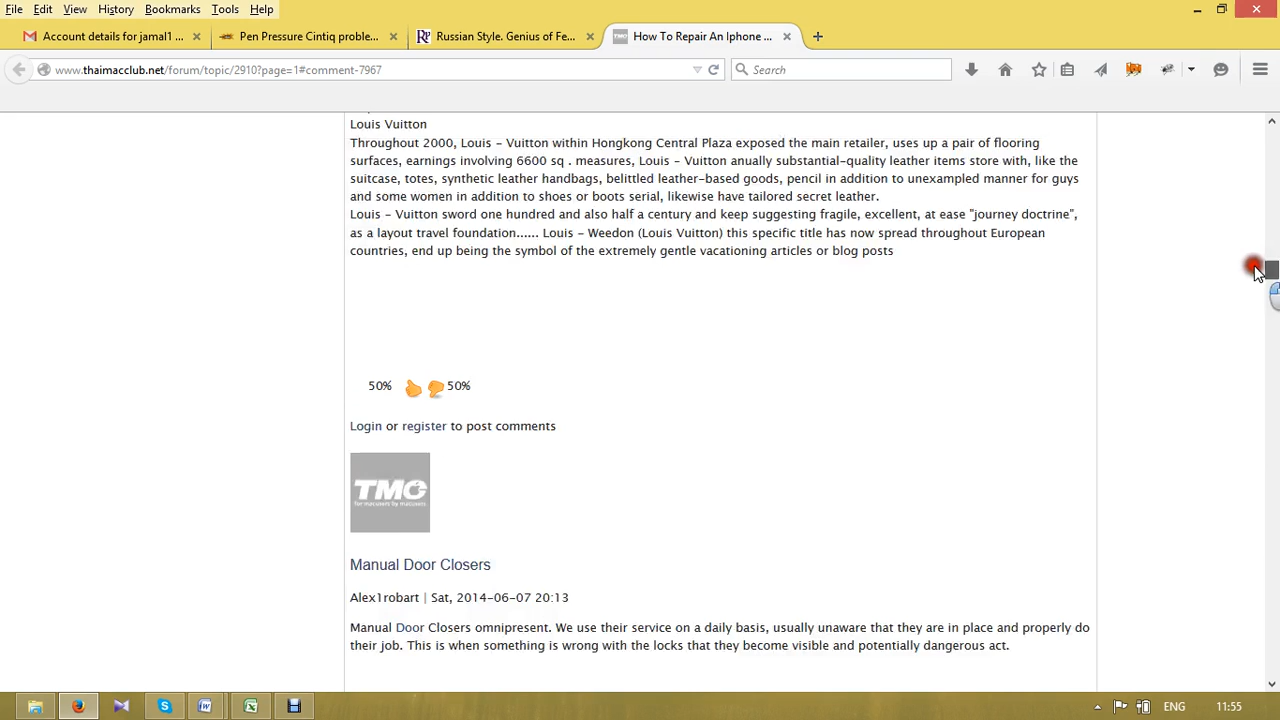 File Edit View History Bookmarks Tools Help
Account details for jamal1 ... × Pen Pressure Cintiq proble... × Russian Style. Genius of Fe... × How To Repair An Iphone ... ×
www.thaimacclub.net/forum/topic/2910?page=1#comment-7967 Search
Louis Vuitton
Throughout 2000, Louis – Vuitton within Hongkong Central Plaza exposed the main retailer, uses up a pair of flooring
surfaces, earnings involving 6600 sq . measures, Louis – Vuitton anually substantial-quality leather items store with, like the
suitcase, totes, synthetic leather handbags, belittled leather-based goods, pencil in addition to unexampled manner for guys
and some women in addition to shoes or boots serial, likewise have tailored secret leather.
Louis – Vuitton sword one hundred and also half a century and keep suggesting fragile, excellent, at ease "journey doctrine",
as a layout travel foundation...... Louis – Weedon (Louis Vuitton) this specific title has now spread throughout European
countries, end up being the symbol of the extremely gentle vacationing articles or blog posts
50% 50%
Login or register to post comments
TMC
for macusers by macusers
Manual Door Closers
Alex1robart | Sat, 2014-06-07 20:13
Manual Door Closers omnipresent. We use their service on a daily basis, usually unaware that they are in place and properly do
their job. This is when something is wrong with the locks that they become visible and potentially dangerous act.
ENG 11:55